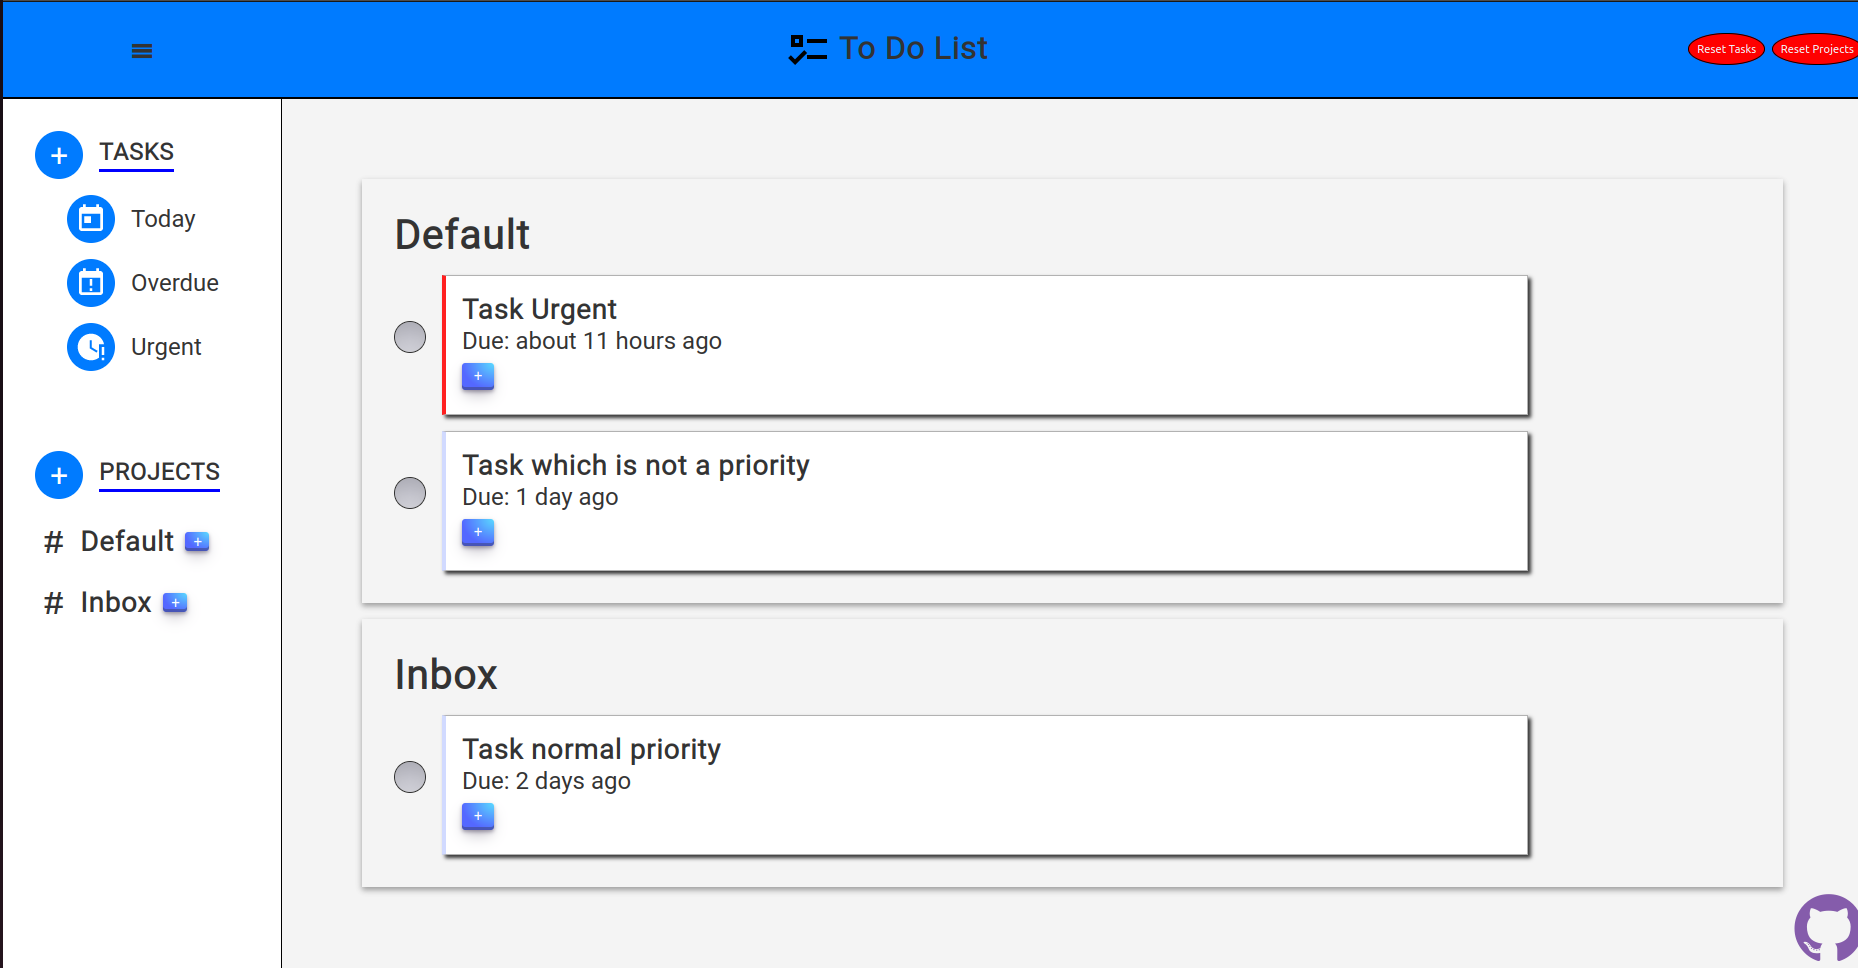 To Do List
Reset Tasks
Reset Projects
+ TASKS
Today
Overdue
Urgent
+ PROJECTS
# Default +
# Inbox +
Default
Task Urgent
Due: about 11 hours ago
+
Task which is not a priority
Due: 1 day ago
+
Inbox
Task normal priority
Due: 2 days ago
+